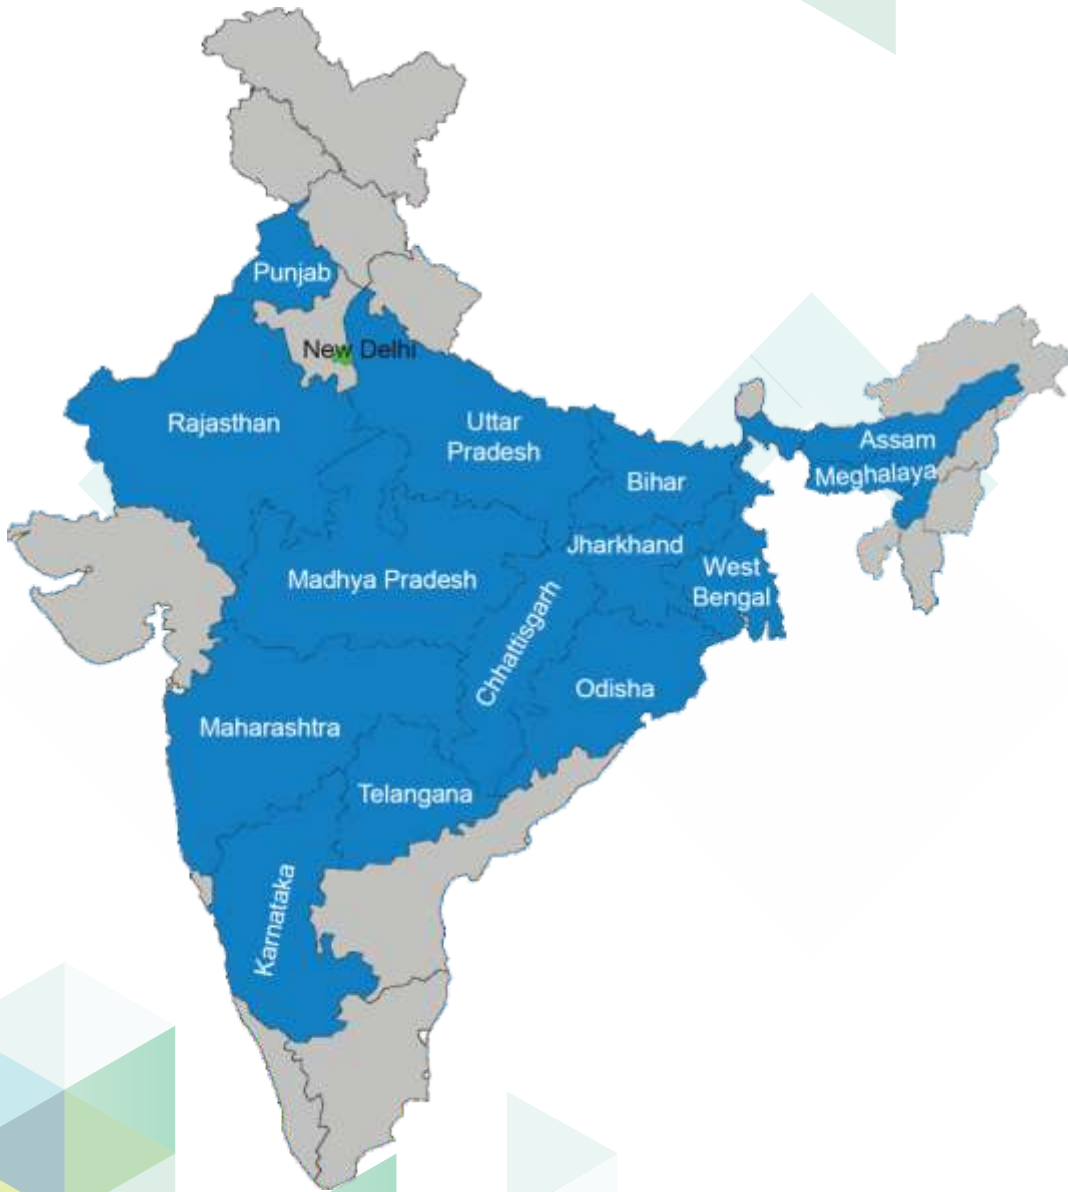 Punjab
New Delhi
Rajasthan
Uttar
Pradesh
Assam
Meghalaya
Bihar
Jharkhand
Madhya Pradesh
West
Bengal
Chhattisgarh
Odisha
Maharashtra
Telangana
Karnataka